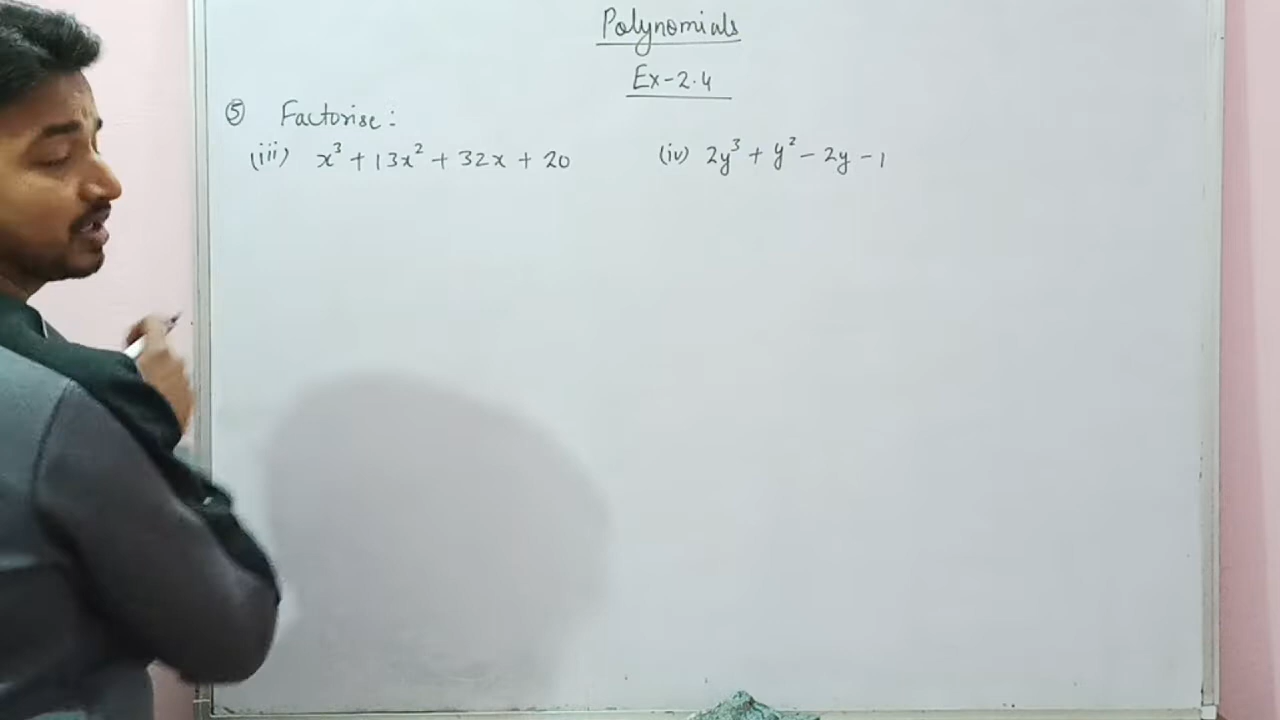 Polynomials
Ex-2.4
⑤ Factorise:
(iii) x³ + 13x² + 32x + 20 (iv) 2y³ + y² - 2y - 1